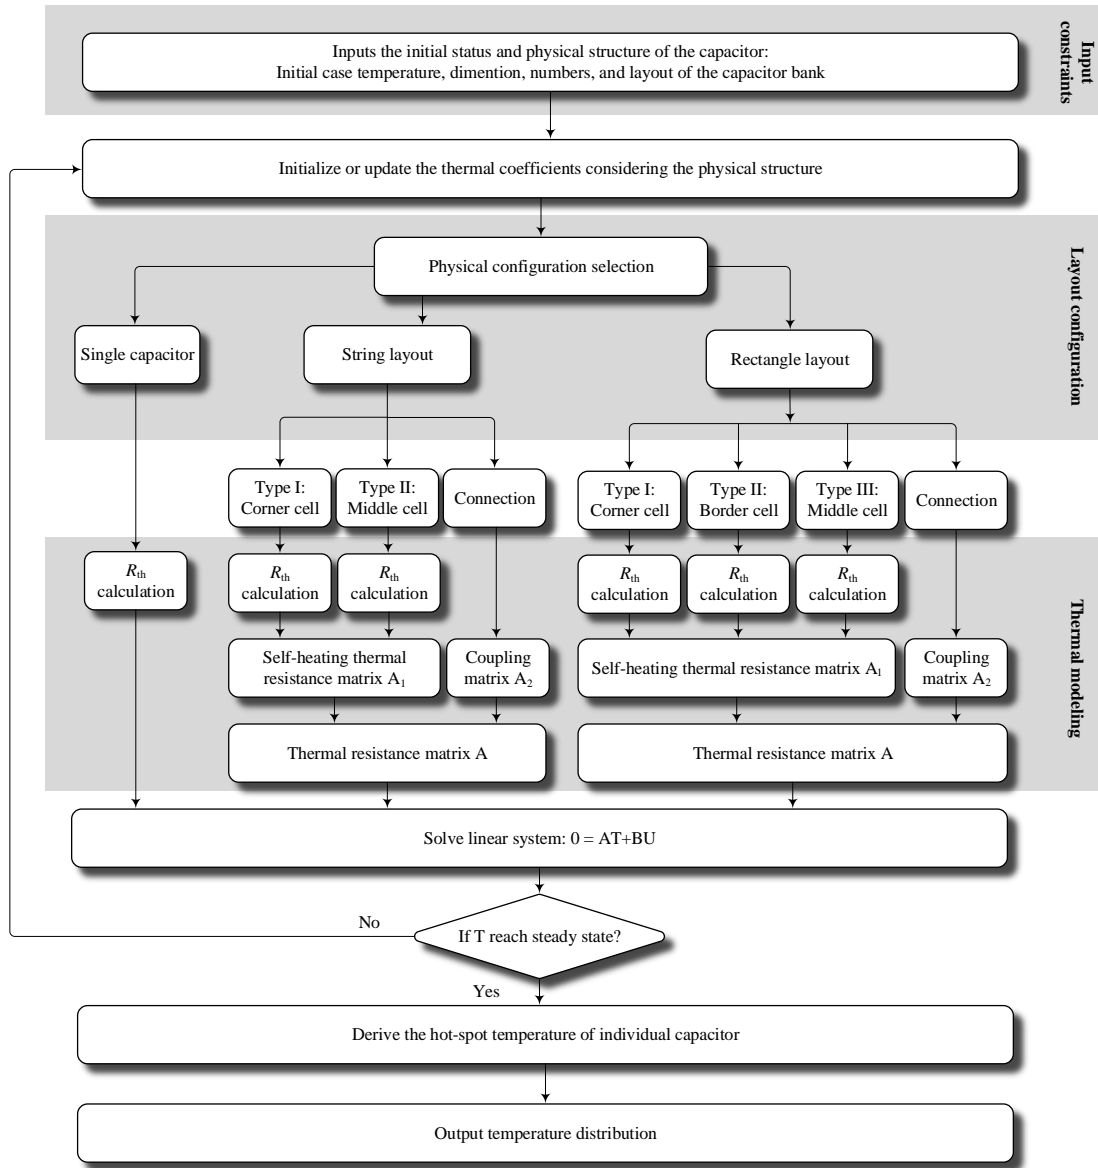 Inputs the initial status and physical structure of the capacitor:
Initial case temperature, dimention, numbers, and layout of the capacitor bank
Input
constraints
Initialize or update the thermal coefficients considering the physical structure
Physical configuration selection
Layout configuration
Single capacitor
String layout
Rectangle layout
Type I:
Corner cell
Type II:
Middle cell
Connection
Type I:
Corner cell
Type II:
Border cell
Type III:
Middle cell
Connection
Rth
calculation
Rth
calculation
Rth
calculation
Rth
calculation
Rth
calculation
Rth
calculation
Thermal modeling
Self-heating thermal
resistance matrix A1
Coupling
matrix A2
Self-heating thermal resistance matrix A1
Coupling
matrix A2
Thermal resistance matrix A
Thermal resistance matrix A
Solve linear system: 0 = AT+BU
No
If T reach steady state?
Yes
Derive the hot-spot temperature of individual capacitor
Output temperature distribution